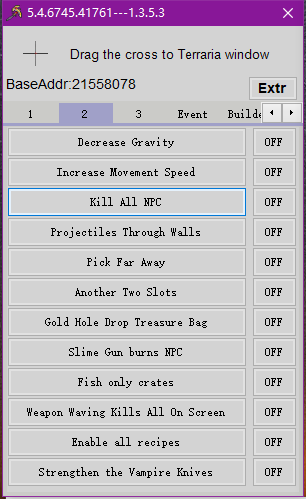 5.4.6745.41761---1.3.5.3
Drag the cross to Terraria window
BaseAddr:21558078
Extr
1 2 3 Event Builde
Decrease Gravity OFF
Increase Movement Speed OFF
Kill All NPC OFF
Projectiles Through Walls OFF
Pick Far Away OFF
Another Two Slots OFF
Gold Hole Drop Treasure Bag OFF
Slime Gun burns NPC OFF
Fish only crates OFF
Weapon Waving Kills All On Screen OFF
Enable all recipes OFF
Strengthen the Vampire Knives OFF